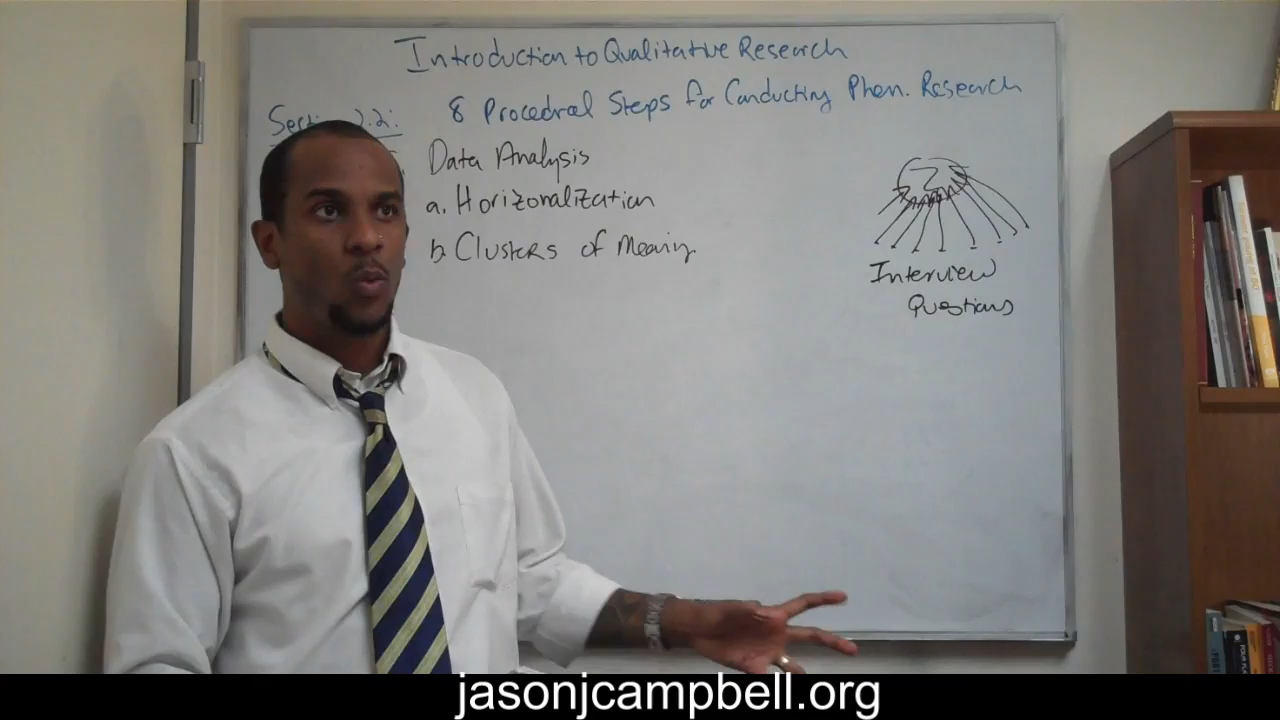 Introduction to Qualitative Research
8 Procedral Steps for Conducting Phen. Research
Data Analysis
a. Horizonalization
b. Clusters of Meaning
Interview
Questions
jasonjcampbell.org